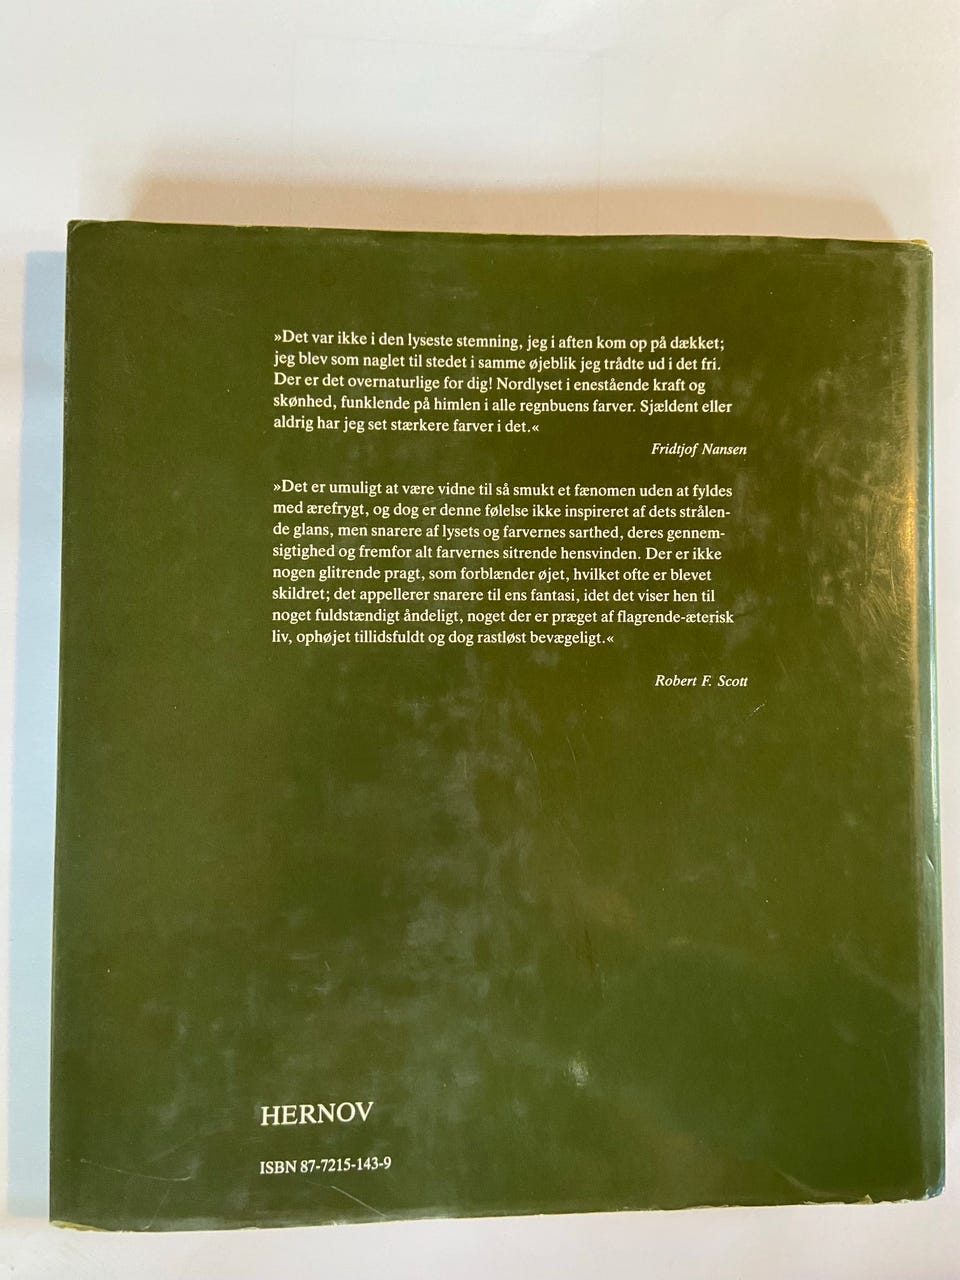 »Det var ikke i den lyseste stemning, jeg i aften kom op på dækket;
jeg blev som naglet til stedet i samme øjeblik jeg trådte ud i det fri.
Der er det overnaturlige for dig! Nordlyset i enestående kraft og
skønhed, funklende på himlen i alle regnbuens farver. Sjældent eller
aldrig har jeg set stærkere farver i det.«
Fridtjof Nansen
»Det er umuligt at være vidne til så smukt et fænomen uden at fyldes
med ærefrygt, og dog er denne følelse ikke inspireret af dets strålen-
de glans, men snarere af lysets og farvernes sarthed, deres gennem-
sigtighed og fremfor alt farvernes sitrende hensvinden. Der er ikke
nogen glitrende pragt, som forblænder øjet, hvilket ofte er blevet
skildret; det appellerer snarere til ens fantasi, idet det viser hen til
noget fuldstændigt åndeligt, noget der er præget af flagrende-æterisk
liv, ophøjet tillidsfuldt og dog rastløst bevægeligt.«
Robert F. Scott
HERNOV
ISBN 87-7215-143-9